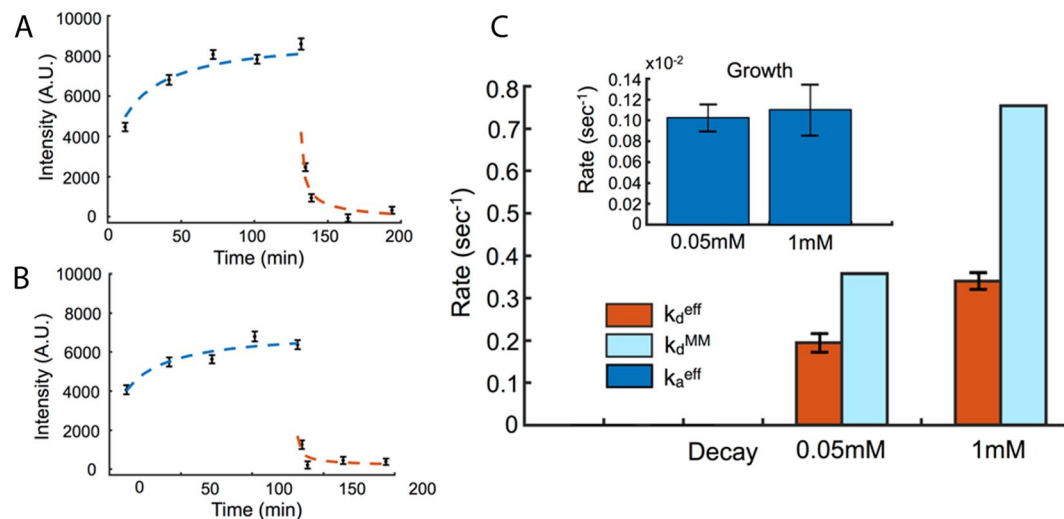 A
10000
8000
6000
4000
2000
0
Intensity (A.U.)
0 50 100 150 200
Time (min)
B
10000
8000
6000
4000
2000
0
Intensity (A.U.)
0 50 100 150 200
Time (min)
C
0.8
0.7
0.6
0.5
0.4
0.3
0.2
0.1
0
Rate (sec-1)
x10-2
Growth
0.14
0.12
0.10
0.08
0.06
0.04
0.02
0
Rate (sec-1)
0.05mM 1mM
kdeff
kdMM
kaeff
Decay 0.05mM 1mM